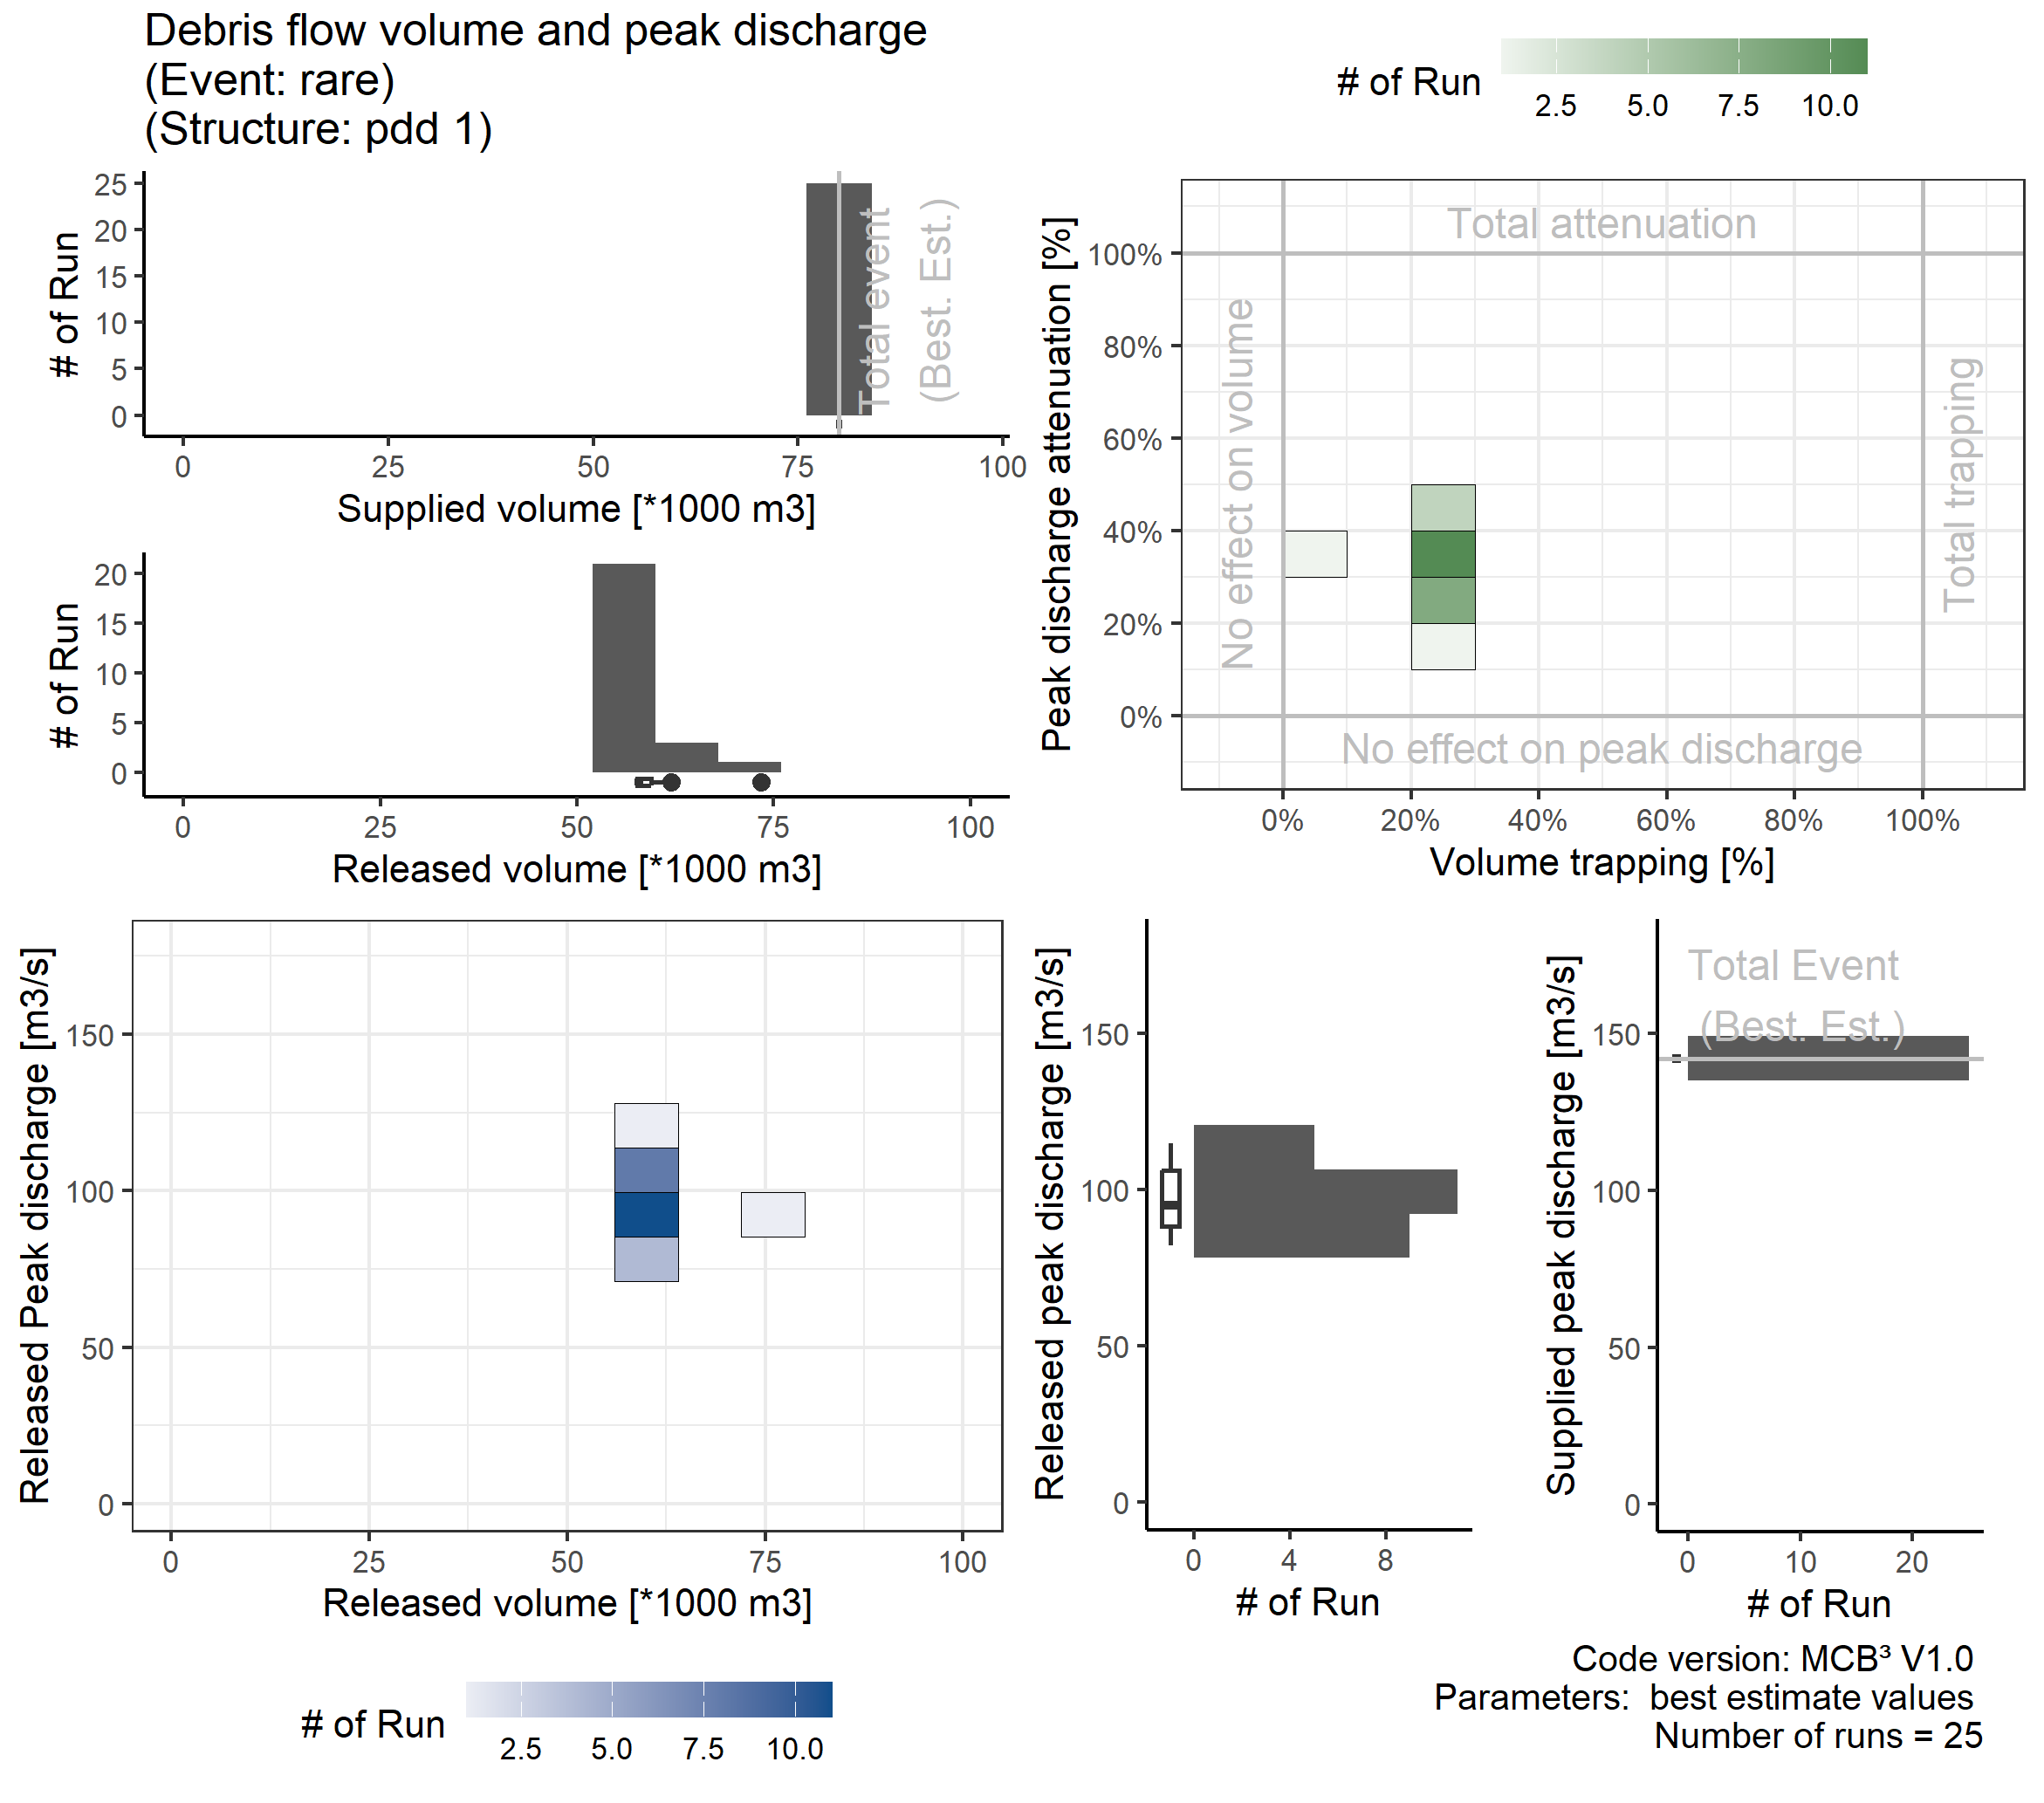 Debris flow volume and peak discharge
(Event: rare)
(Structure: pdd 1)
# of Run
2.5 5.0 7.5 10.0
# of Run
25
20
15
10
5
0
Total event
(Best. Est.)
0 25 50 75 100
Supplied volume [*1000 m3]
# of Run
20
15
10
5
0
0 25 50 75 100
Released volume [*1000 m3]
Peak discharge attenuation [%]
100%
80%
60%
40%
20%
0%
Total attenuation
No effect on volume
Total trapping
No effect on peak discharge
0% 20% 40% 60% 80% 100%
Volume trapping [%]
Released Peak discharge [m3/s]
150
100
50
0
0 25 50 75 100
Released volume [*1000 m3]
# of Run
2.5 5.0 7.5 10.0
Released peak discharge [m3/s]
150
100
50
0
0 4 8
# of Run
Supplied peak discharge [m3/s]
150
100
50
0
Total Event
(Best. Est.)
0 10 20
# of Run
Code version: MCB³ V1.0
Parameters:  best estimate values
Number of runs = 25